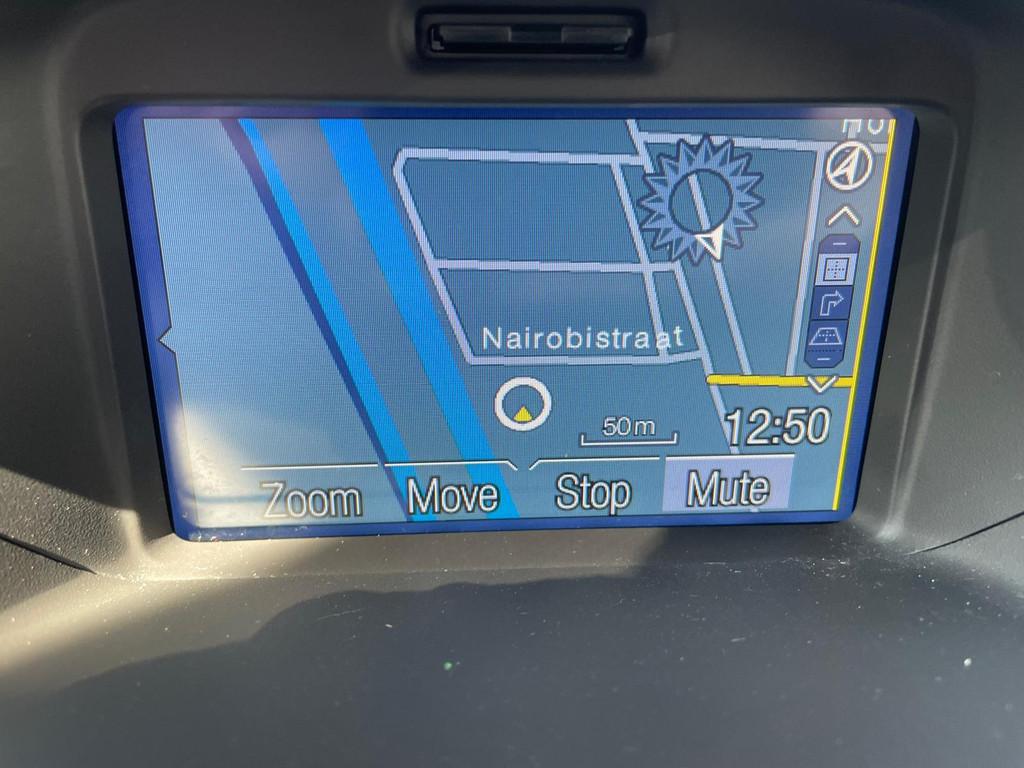 Nairobistraat
50m
12:50
Zoom Move Stop Mute